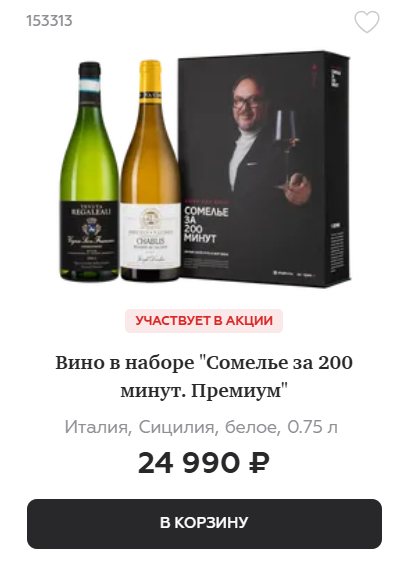 153313
TENUTA
REGALEALI
CHABLIS
СОМЕЛЬЕ
ЗА
200
МИНУТ
УЧАСТВУЕТ В АКЦИИ
Вино в наборе "Сомелье за 200
минут. Премиум"
Италия, Сицилия, белое, 0.75 л
24 990 ₽
В КОРЗИНУ